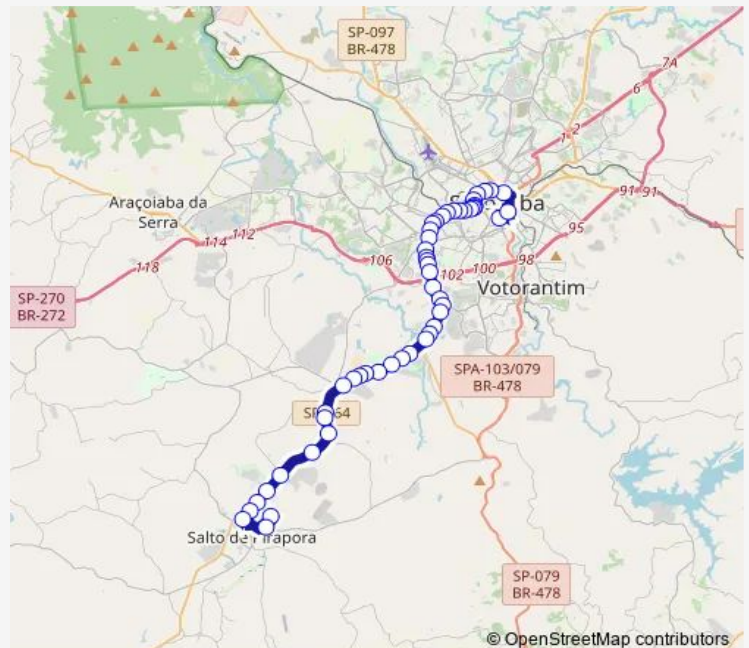 SP-097
BR-478
7A
6
2
1
Araçoiaba da
Serra
91
91
95
112
114
106
118
98
100
102
Votorantim
SP-270
BR-272
SPA-103/079
BR-478
Salto de Pirapora
SP-079
BR-478
© OpenStreetMap contributors